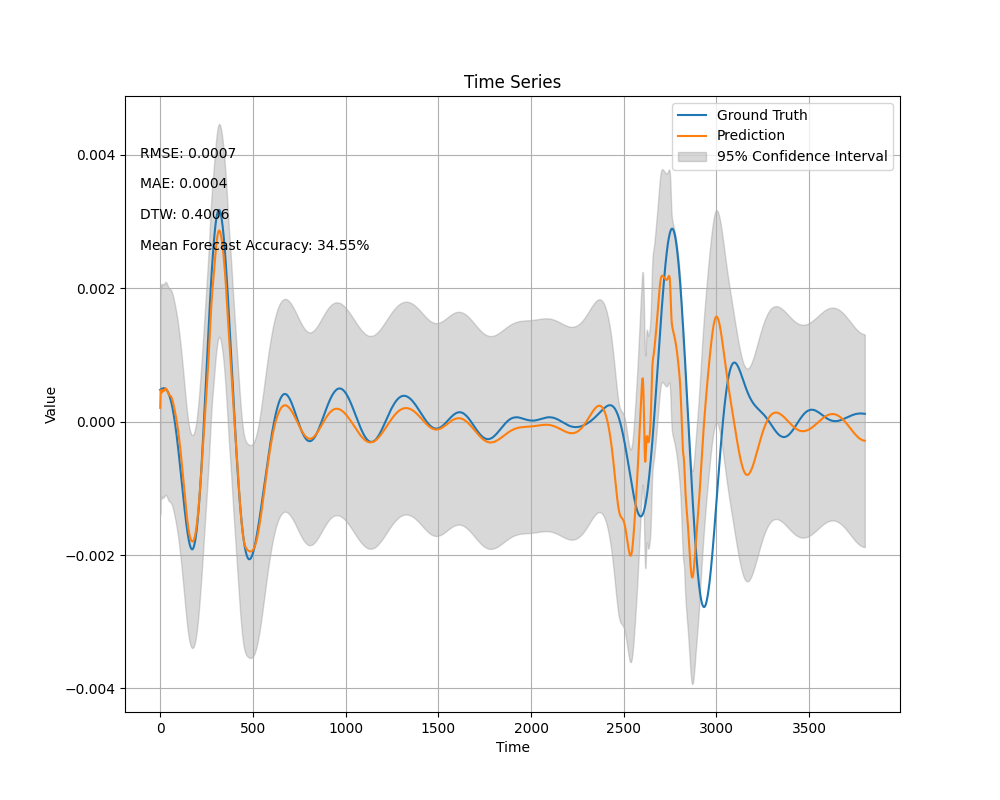 Time Series
Ground Truth
Prediction
95% Confidence Interval
RMSE: 0.0007
MAE: 0.0004
DTW: 0.4006
Mean Forecast Accuracy: 34.55%
Value
0.004
0.002
0.000
−0.002
−0.004
0 500 1000 1500 2000 2500 3000 3500
Time